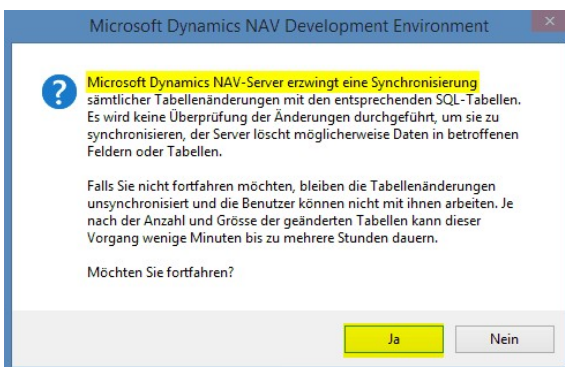 Microsoft Dynamics NAV Development Environment
Microsoft Dynamics NAV-Server erzwingt eine Synchronisierung
sämtlicher Tabellenänderungen mit den entsprechenden SQL-Tabellen.
Es wird keine Überprüfung der Änderungen durchgeführt, um sie zu
synchronisieren, der Server löscht möglicherweise Daten in betroffenen
Feldern oder Tabellen.
Falls Sie nicht fortfahren möchten, bleiben die Tabellenänderungen
unsynchronisiert und die Benutzer können nicht mit ihnen arbeiten. Je
nach der Anzahl und Grösse der geänderten Tabellen kann dieser
Vorgang wenige Minuten bis zu mehrere Stunden dauern.
Möchten Sie fortfahren?
Ja
Nein